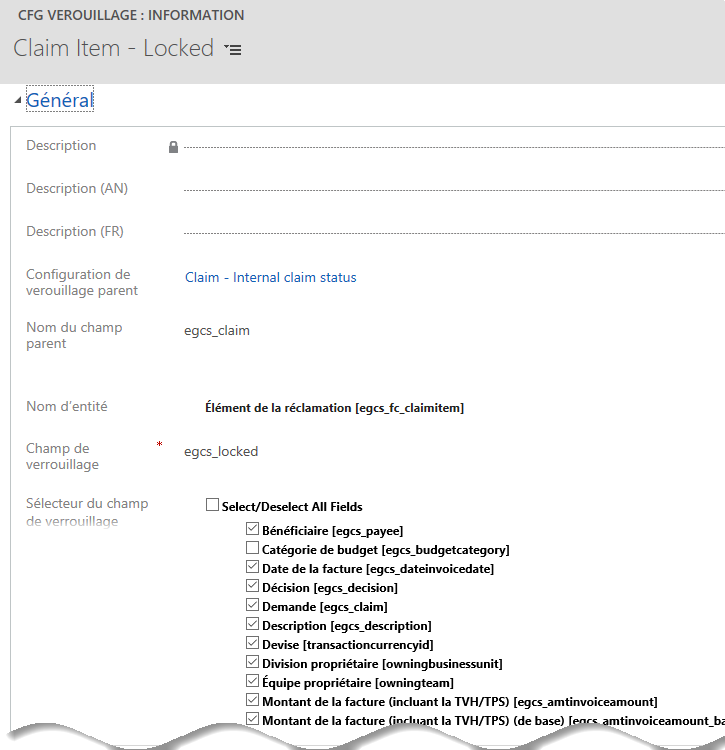 CFG VEROUILLAGE : INFORMATION
Claim Item - Locked
Général
Description
Description (AN)
Description (FR)
Configuration de
verouillage parent
Claim - Internal claim status
Nom du champ
parent
egcs_claim
Nom d'entité
Élément de la réclamation [egcs_fc_claimitem]
Champ de
verrouillage
*
egcs_locked
Sélecteur du champ
de verrouillage
Select/Deselect All Fields
Bénéficiaire [egcs_payee]
Catégorie de budget [egcs_budgetcategory]
Date de la facture [egcs_dateinvoicedate]
Décision [egcs_decision]
Demande [egcs_claim]
Description [egcs_description]
Devise [transactioncurrencyid]
Division propriétaire [owningbusinessunit]
Équipe propriétaire [owningteam]
Montant de la facture (incluant la TVH/TPS) [egcs_amtinvoiceamount]
Montant de la facture (incluant la TVH/TPS) (de base) [egcs_amtinvoiceamount_ba